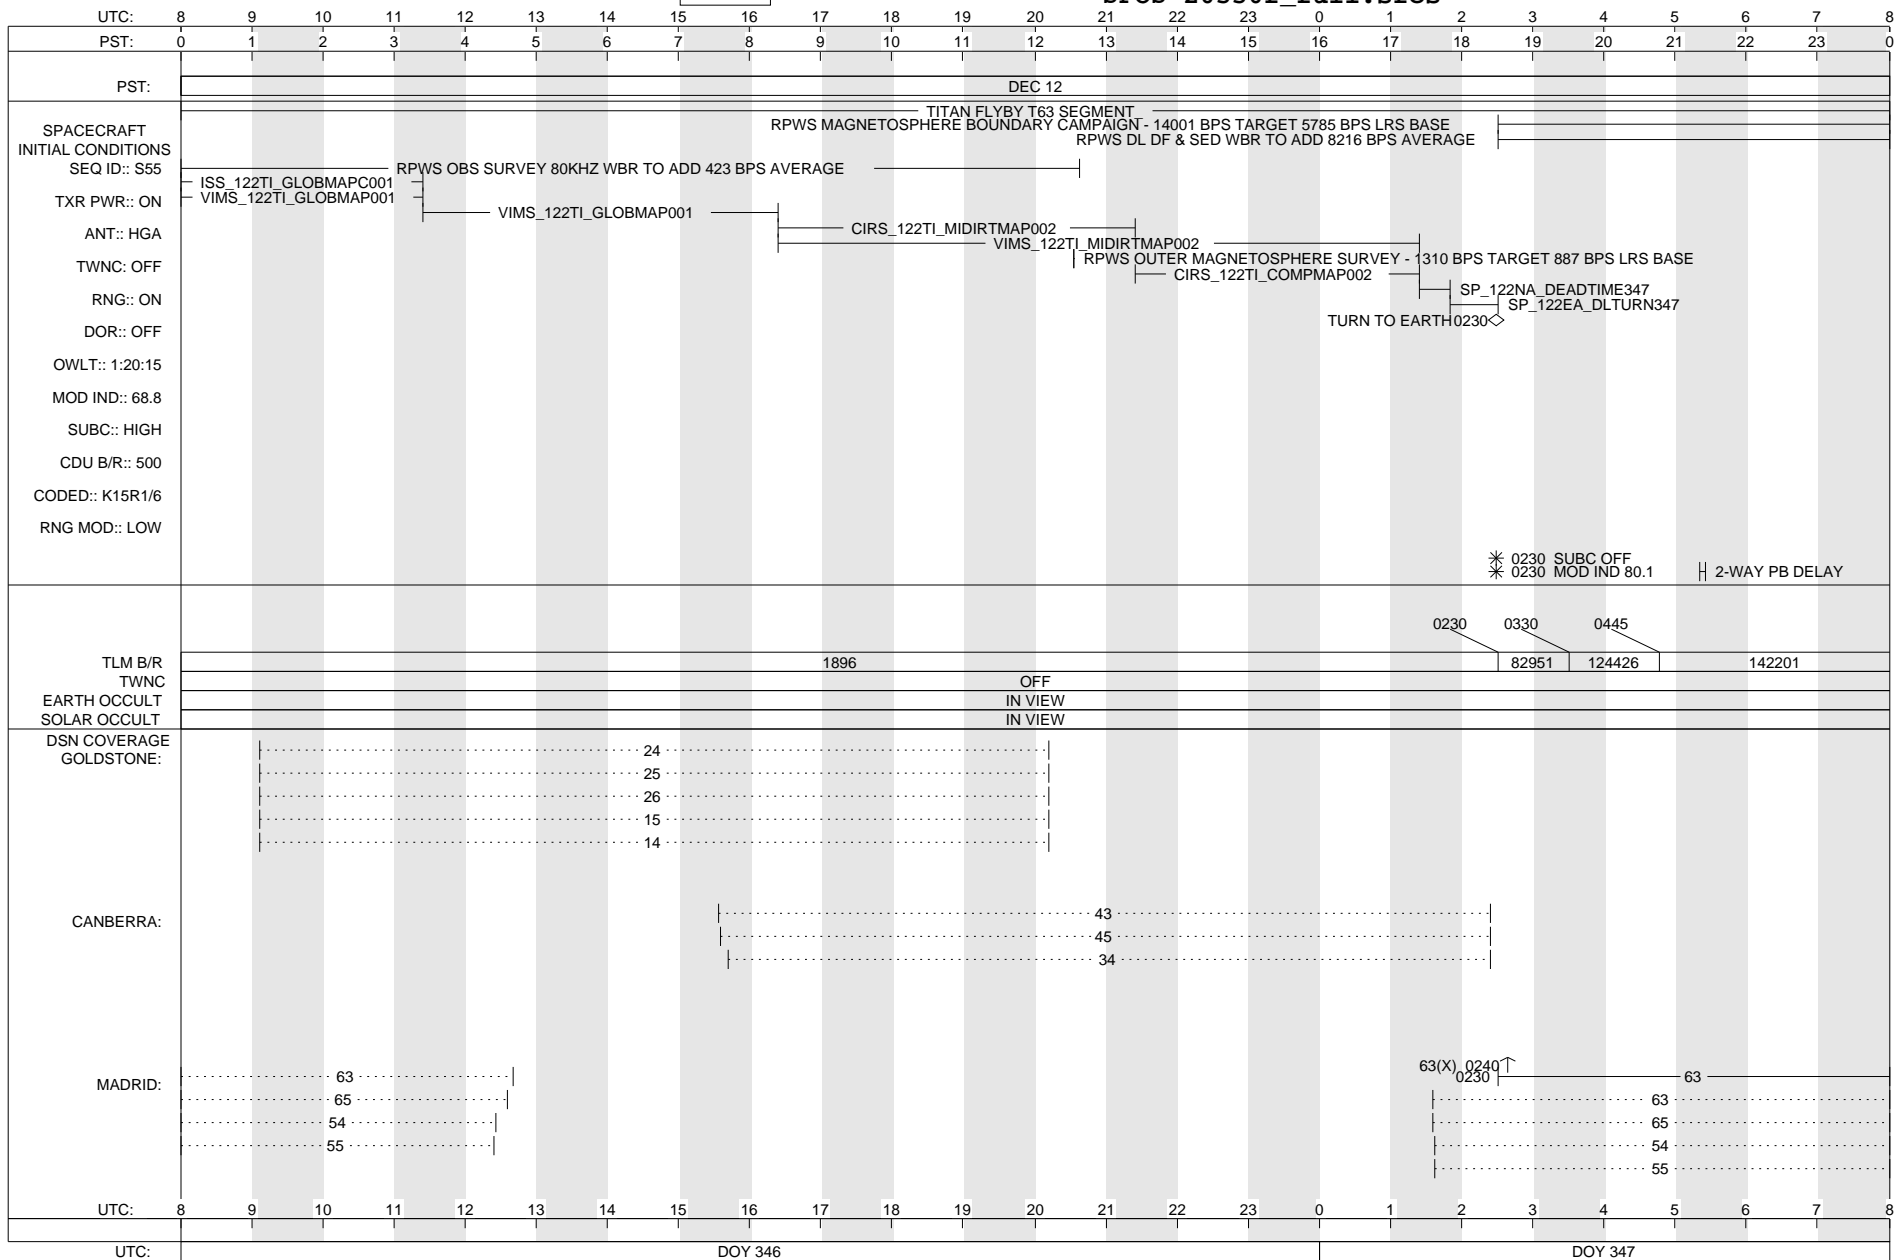 UTC: 8 9 10 11 12 13 14 15 16 17 18 19 20 21 22 23 0 1 2 3 4 5 6 7 8
PST: 0 1 2 3 4 5 6 7 8 9 10 11 12 13 14 15 16 17 18 19 20 21 22 23 0
PST: DEC 12
TITAN FLYBY T63 SEGMENT
SPACECRAFT
INITIAL CONDITIONS
RPWS MAGNETOSPHERE BOUNDARY CAMPAIGN - 14001 BPS TARGET 5785 BPS LRS BASE
RPWS DL DF & SED WBR TO ADD 8216 BPS AVERAGE
SEQ ID:: S55
RPWS OBS SURVEY 80KHZ WBR TO ADD 423 BPS AVERAGE
ISS_122TI_GLOBMAPC001
VIMS_122TI_GLOBMAP001
TXR PWR:: ON
VIMS_122TI_GLOBMAP001
ANT:: HGA
CIRS_122TI_MIDIRTMAP002
VIMS_122TI_MIDIRTMAP002
TWNC: OFF
RPWS OUTER MAGNETOSPHERE SURVEY - 1310 BPS TARGET 887 BPS LRS BASE
CIRS_122TI_COMPMAP002
RNG:: ON
SP_122NA_DEADTIME347
SP_122EA_DLTURN347
TURN TO EARTH 0230
DOR:: OFF
OWLT:: 1:20:15
MOD IND:: 68.8
SUBC:: HIGH
CDU B/R:: 500
CODED:: K15R1/6
RNG MOD:: LOW
0230 SUBC OFF
0230 MOD IND 80.1 2-WAY PB DELAY
0230 0330 0445
TLM B/R 1896 82951 124426 142201
TWNC OFF
EARTH OCCULT IN VIEW
SOLAR OCCULT IN VIEW
DSN COVERAGE
GOLDSTONE:
24
25
26
15
14
CANBERRA:
43
45
34
MADRID:
63(X) 0240
63 0230 63
65 63
54 65
55 54
55
UTC: 8 9 10 11 12 13 14 15 16 17 18 19 20 21 22 23 0 1 2 3 4 5 6 7 8
UTC: DOY 346 DOY 347